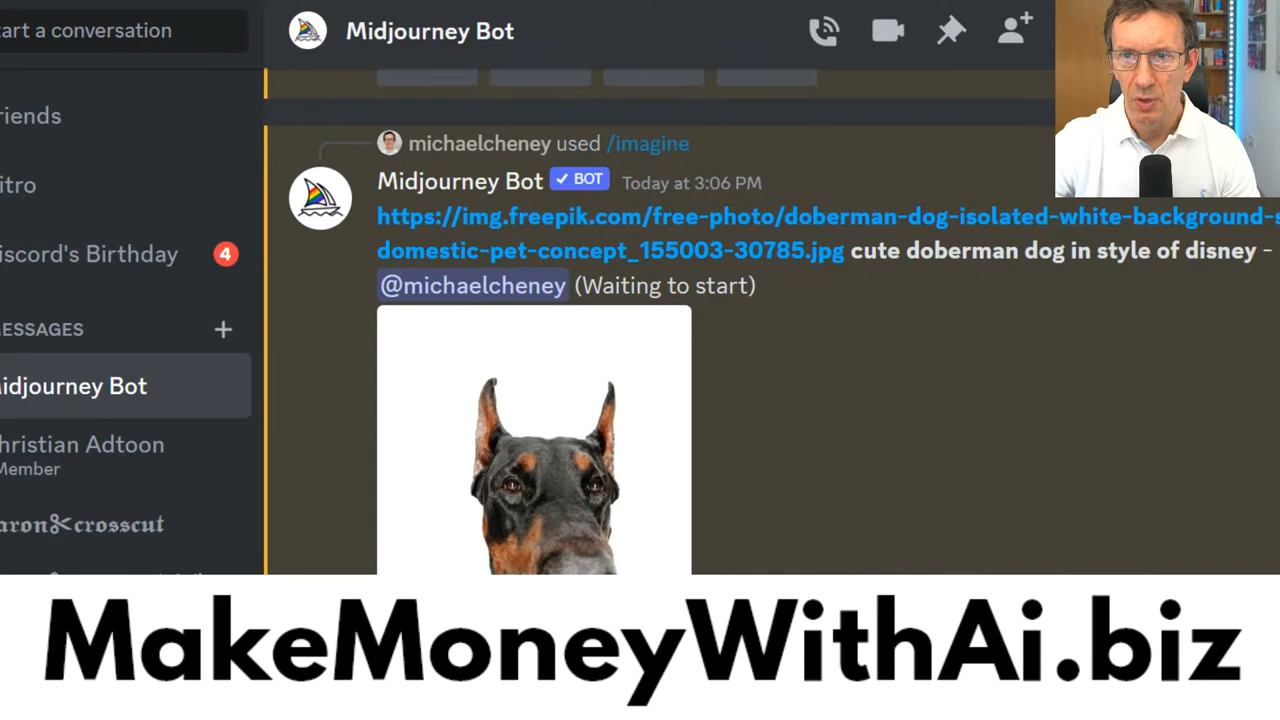 tart a conversation
Midjourney Bot
riends
itro
iscord's Birthday
4
ESSAGES
+
idjourney Bot
hristian Adtoon
Member
aron✂crosscut
michaelcheney used /imagine
Midjourney Bot ✓ BOT Today at 3:06 PM
https://img.freepik.com/free-photo/doberman-dog-isolated-white-background-s
domestic-pet-concept_155003-30785.jpg cute doberman dog in style of disney -
@michaelcheney (Waiting to start)
MakeMoneyWithAi.biz